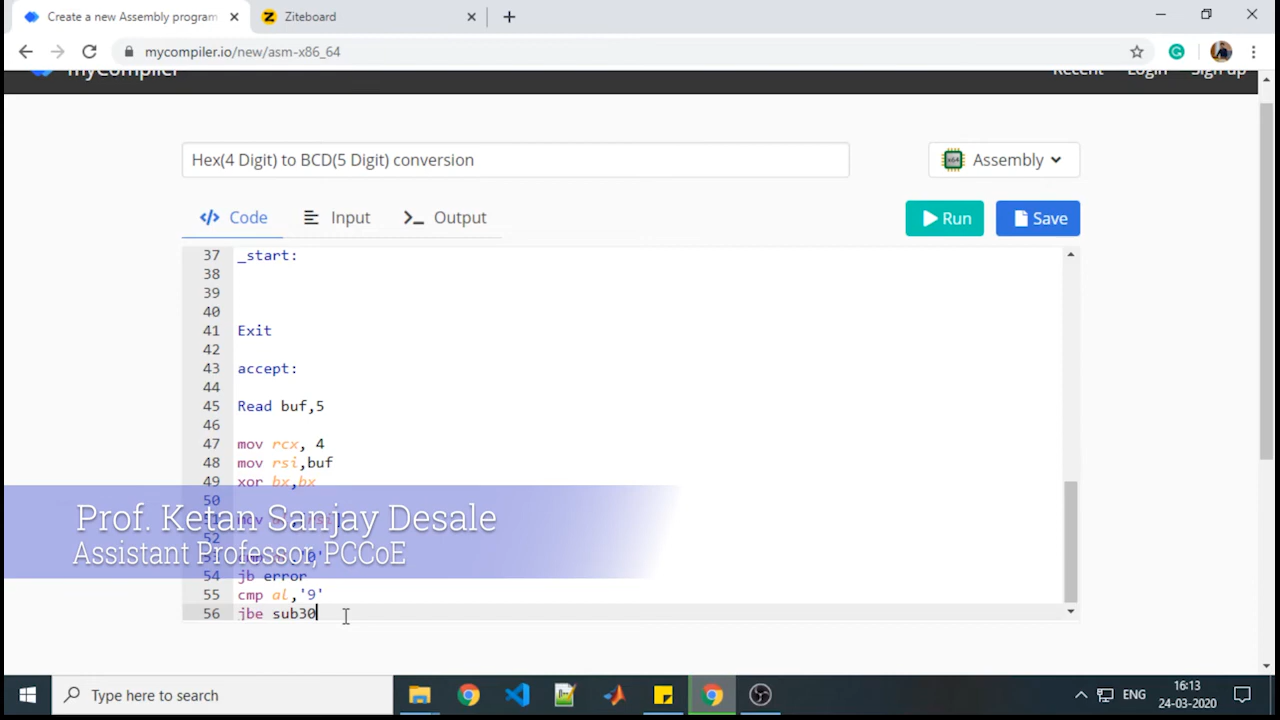 Create a new Assembly program
Ziteboard
mycompiler.io/new/asm-x86_64
myCompiler
Recent Login Sign up
Hex(4 Digit) to BCD(5 Digit) conversion
Assembly
Code Input Output
Run Save
37 _start:
38
39
40
41 Exit
42
43 accept:
44
45 Read buf,5
46
47 mov rcx, 4
48 mov rsi,buf
49 xor bx,bx
50
Prof. Ketan Sanjay Desale
Assistant Professor, PCCoE
54 jb error
55 cmp al,'9'
56 jbe sub30
Type here to search
ENG
16:13
24-03-2020